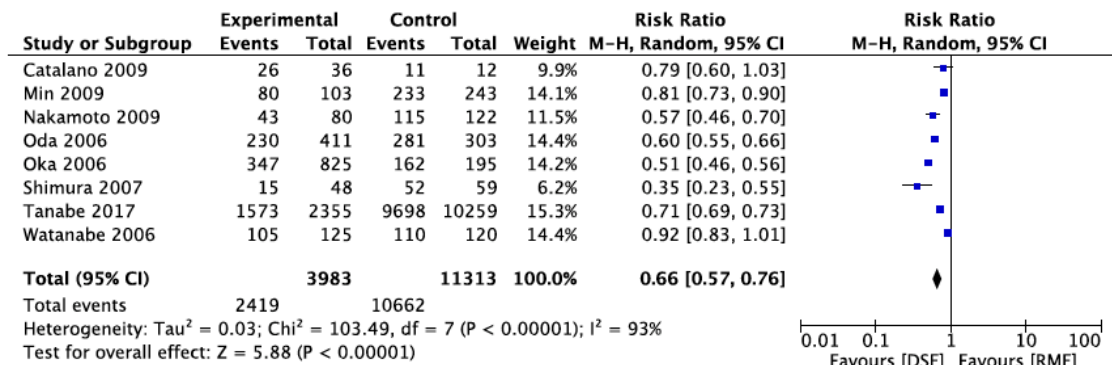 Experimental Control Risk Ratio Risk Ratio
Study or Subgroup Events Total Events Total Weight M-H, Random, 95% CI M-H, Random, 95% CI
Catalano 2009 26 36 11 12 9.9% 0.79 [0.60, 1.03]
Min 2009 80 103 233 243 14.1% 0.81 [0.73, 0.90]
Nakamoto 2009 43 80 115 122 11.5% 0.57 [0.46, 0.70]
Oda 2006 230 411 281 303 14.4% 0.60 [0.55, 0.66]
Oka 2006 347 825 162 195 14.2% 0.51 [0.46, 0.56]
Shimura 2007 15 48 52 59 6.2% 0.35 [0.23, 0.55]
Tanabe 2017 1573 2355 9698 10259 15.3% 0.71 [0.69, 0.73]
Watanabe 2006 105 125 110 120 14.4% 0.92 [0.83, 1.01]
Total (95% CI) 3983 11313 100.0% 0.66 [0.57, 0.76]
Total events 2419 10662
Heterogeneity: Tau² = 0.03; Chi² = 103.49, df = 7 (P < 0.00001); I² = 93%
Test for overall effect: Z = 5.88 (P < 0.00001)
0.01 0.1 1 10 100
Favours [DSE] Favours [RME]